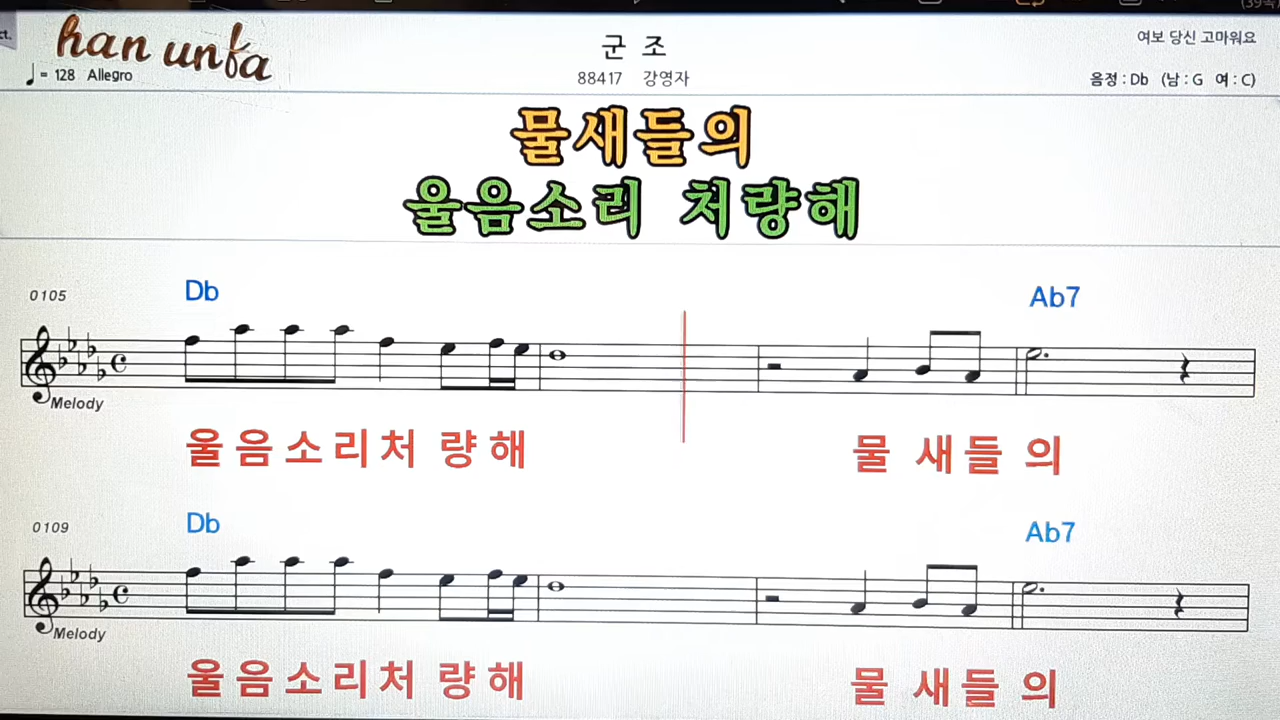 ct.
han unfa
군 조
여보 당신 고마워요
♩ = 128 Allegro
88417 강영자
음정 : Db (남 : G 여 : C)
물새들의
울음소리 처량해
0105
Db
Ab7
Melody
울 음 소 리 처 량 해 물 새 들 의
0109
Db
Ab7
Melody
울 음 소 리 처 량 해 물 새 들 의